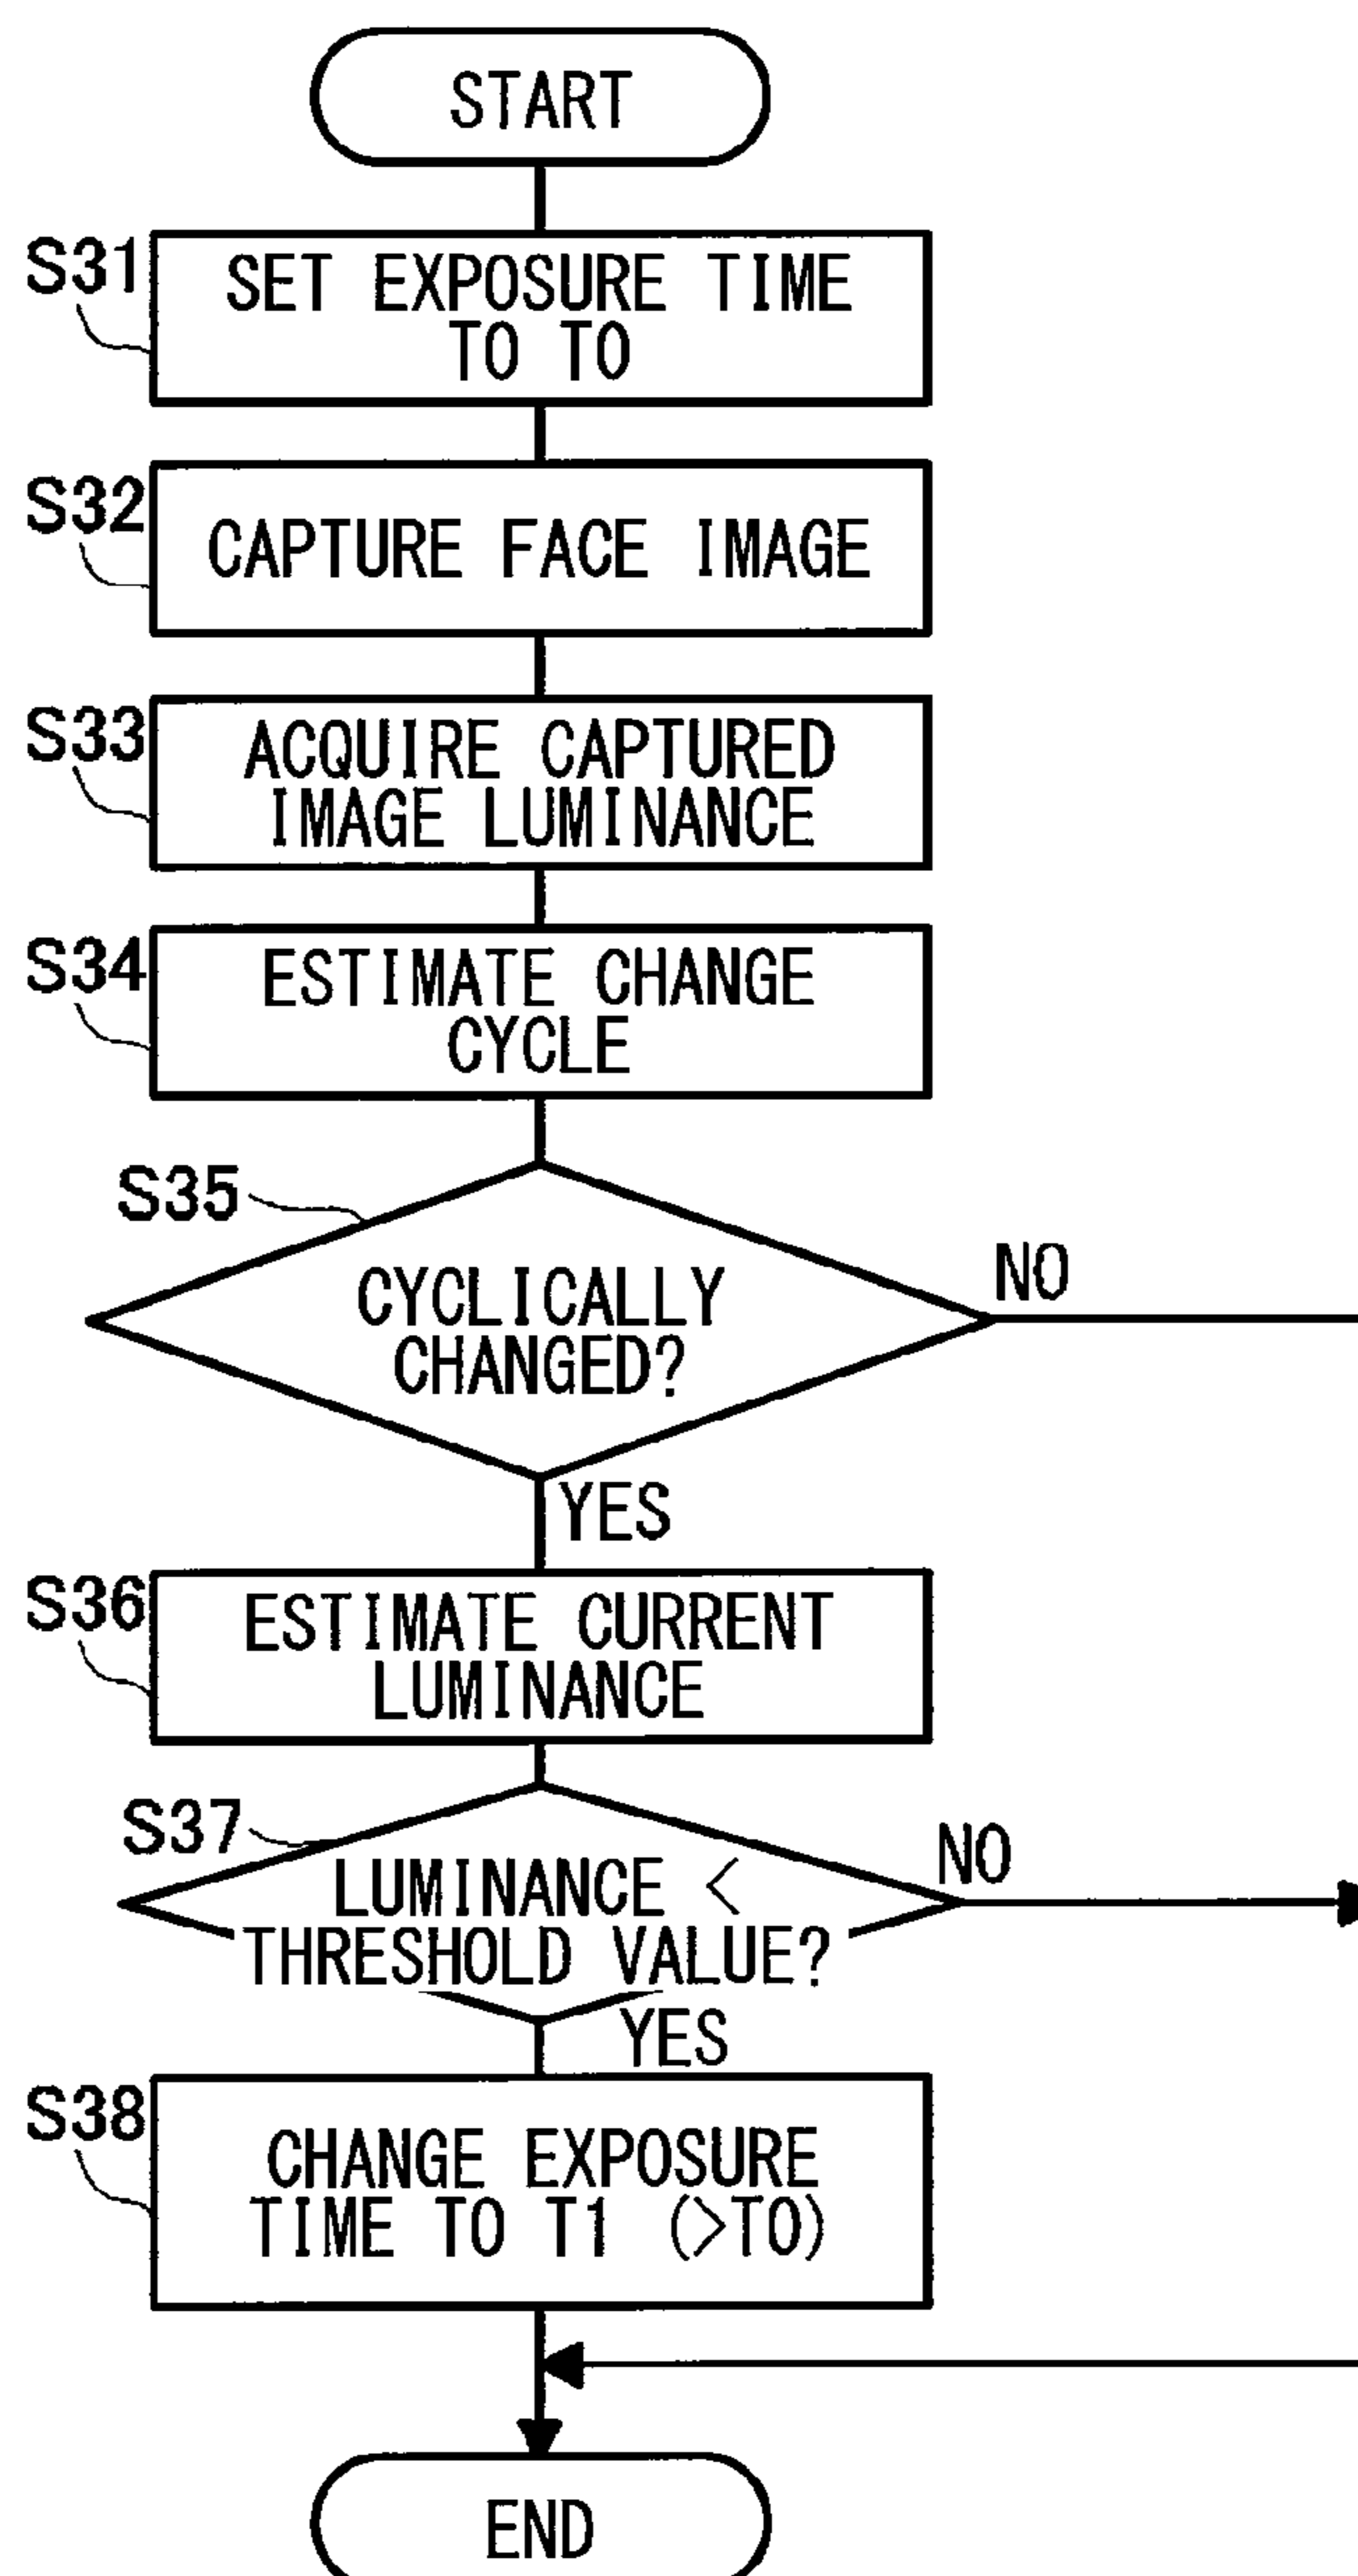 START
S31
SET EXPOSURE TIME
TO T0
S32
CAPTURE FACE IMAGE
S33
ACQUIRE CAPTURED
IMAGE LUMINANCE
S34
ESTIMATE CHANGE
CYCLE
S35
CYCLICALLY
CHANGED?
NO
YES
S36
ESTIMATE CURRENT
LUMINANCE
S37
LUMINANCE <
THRESHOLD VALUE?
NO
YES
S38
CHANGE EXPOSURE
TIME TO T1 (>T0)
END